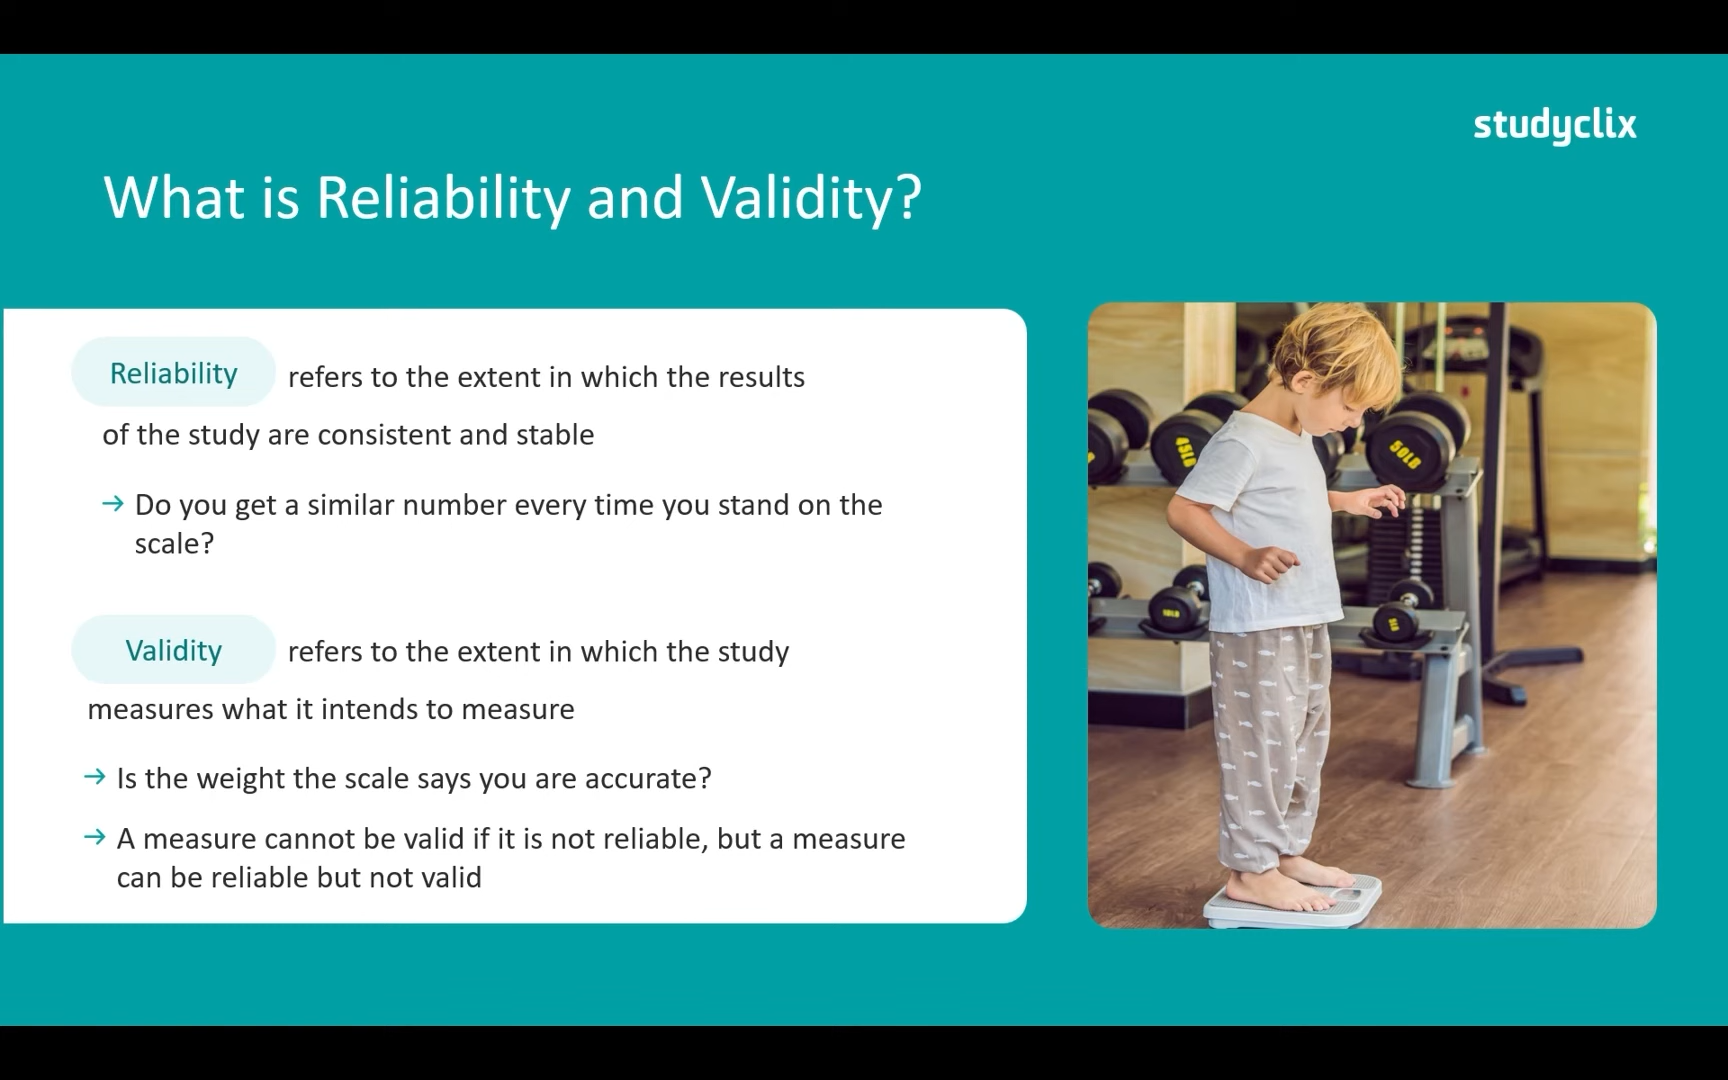 studyclix
What is Reliability and Validity?
Reliability refers to the extent in which the results
of the study are consistent and stable
→ Do you get a similar number every time you stand on the
scale?
Validity refers to the extent in which the study
measures what it intends to measure
→ Is the weight the scale says you are accurate?
→ A measure cannot be valid if it is not reliable, but a measure
can be reliable but not valid
45LB
50LB